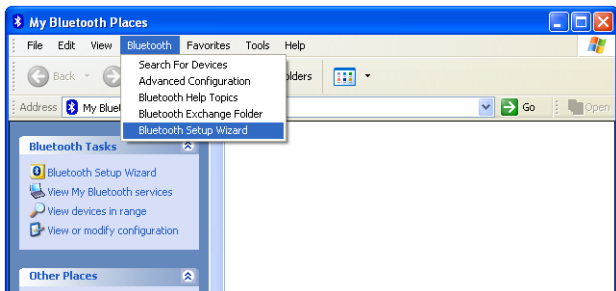 My Bluetooth Places
File Edit View Bluetooth Favorites Tools Help
Search For Devices
Advanced Configuration
Bluetooth Help Topics
Bluetooth Exchange Folder
Bluetooth Setup Wizard
Back
Address My Go Open
Bluetooth Tasks
Bluetooth Setup Wizard
View My Bluetooth services
View devices in range
View or modify configuration
Other Places